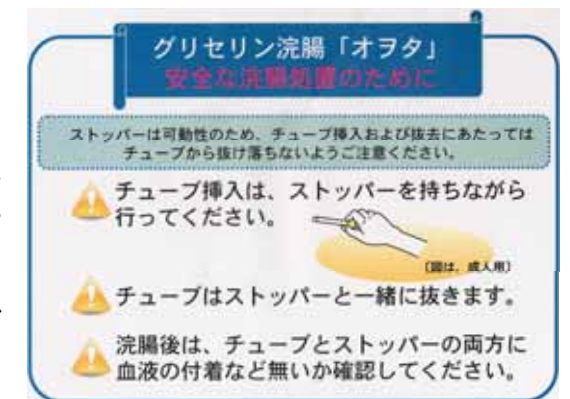 グリセリン浣腸「オヲタ」
安全な浣腸処置のために
ストッパーは可動性のため、チューブ挿入および抜去にあたっては
チューブから抜け落ちないようご注意ください。
チューブ挿入は、ストッパーを持ちながら
行ってください。
(図は、成人用)
チューブはストッパーと一緒に抜きます。
浣腸後は、チューブとストッパーの両方に
血液の付着など無いか確認してください。